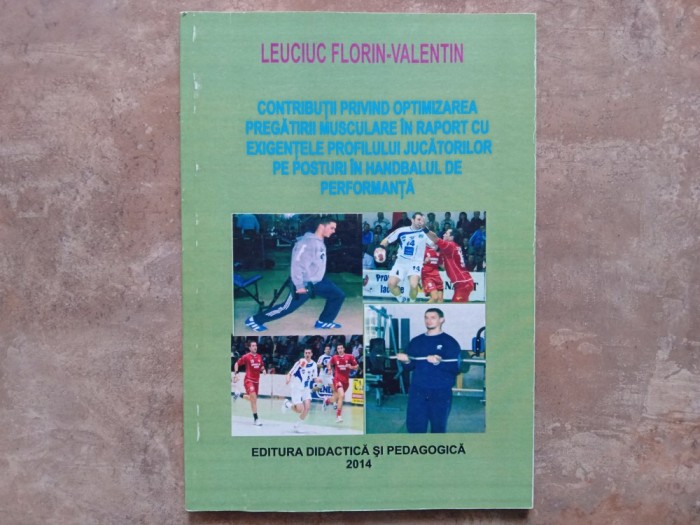 LEUCIUC FLORIN-VALENTIN
CONTRIBUȚII PRIVIND OPTIMIZAREA
PREGĂTIRII MUSCULARE ÎN RAPORT CU
EXIGENȚELE PROFILULUI JUCĂTORILOR
PE POSTURI ÎN HANDBALUL DE
PERFORMANȚĂ
14
EDITURA DIDACTICĂ ȘI PEDAGOGICĂ
2014